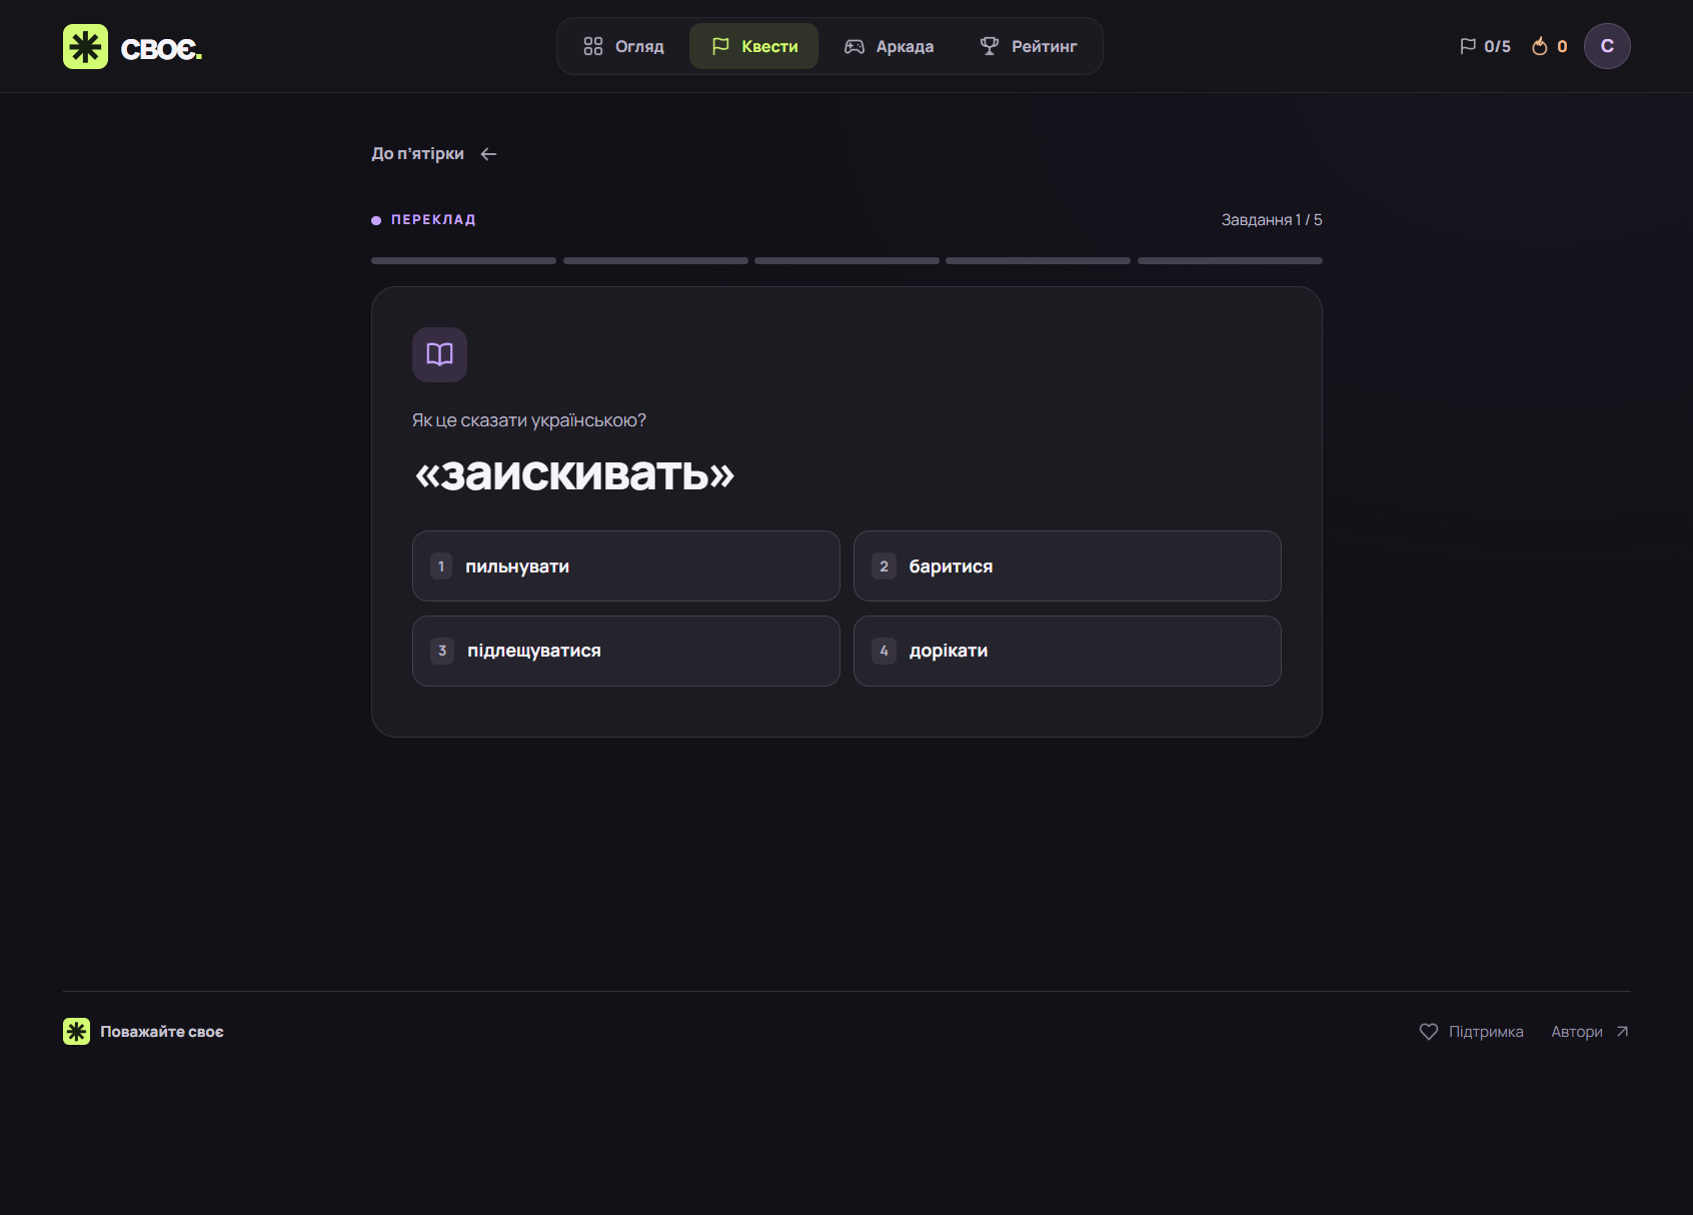 СВОЄ.
Огляд
Квести
Аркада
Рейтинг
0/5
0
С
До п'ятірки
ПЕРЕКЛАД
Завдання 1 / 5
Як це сказати українською?
«заискивать»
1 пильнувати
2 баритися
3 підлещуватися
4 дорікати
Поважайте своє
Підтримка
Автори